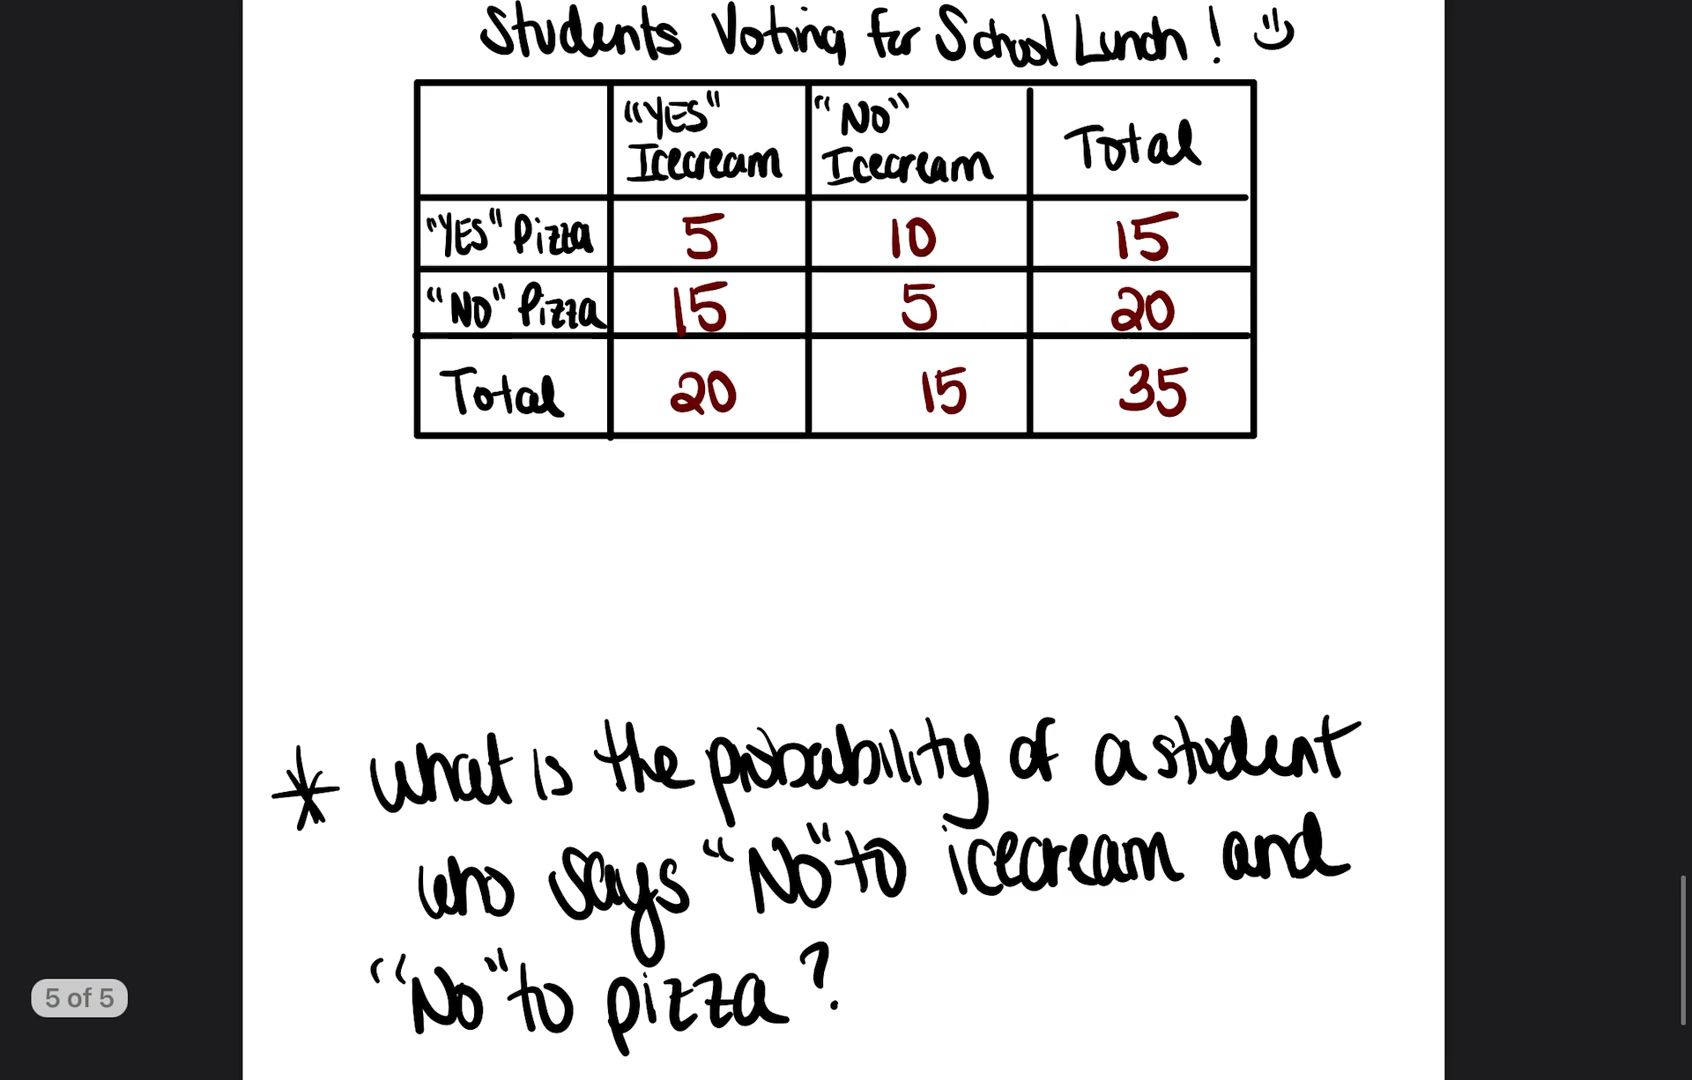 Students Voting for School Lunch !
"YES" Icecream
"NO" Icecream
Total
"YES" Pizza 5 10 15
"NO" Pizza 15 5 20
Total 20 15 35
* what is the probability of a student
who says "No" to icecream and
"No" to pizza ?
5 of 5